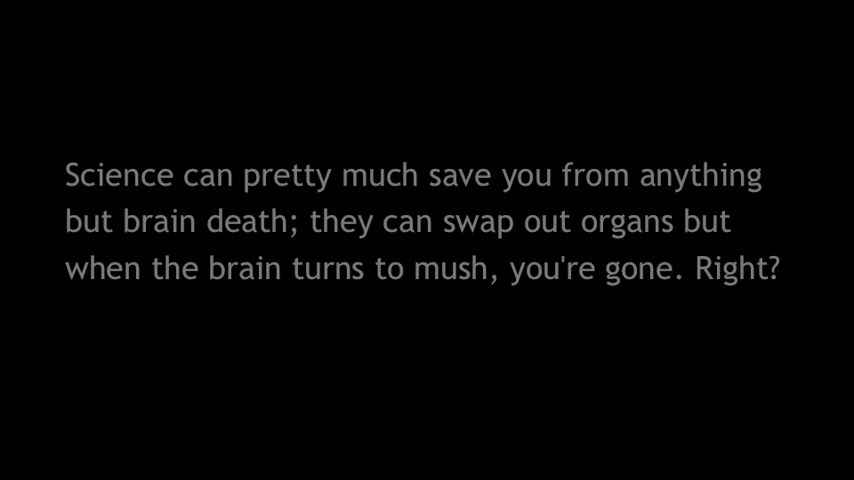 Science can pretty much save you from anything
but brain death; they can swap out organs but
when the brain turns to mush, you're gone. Right?